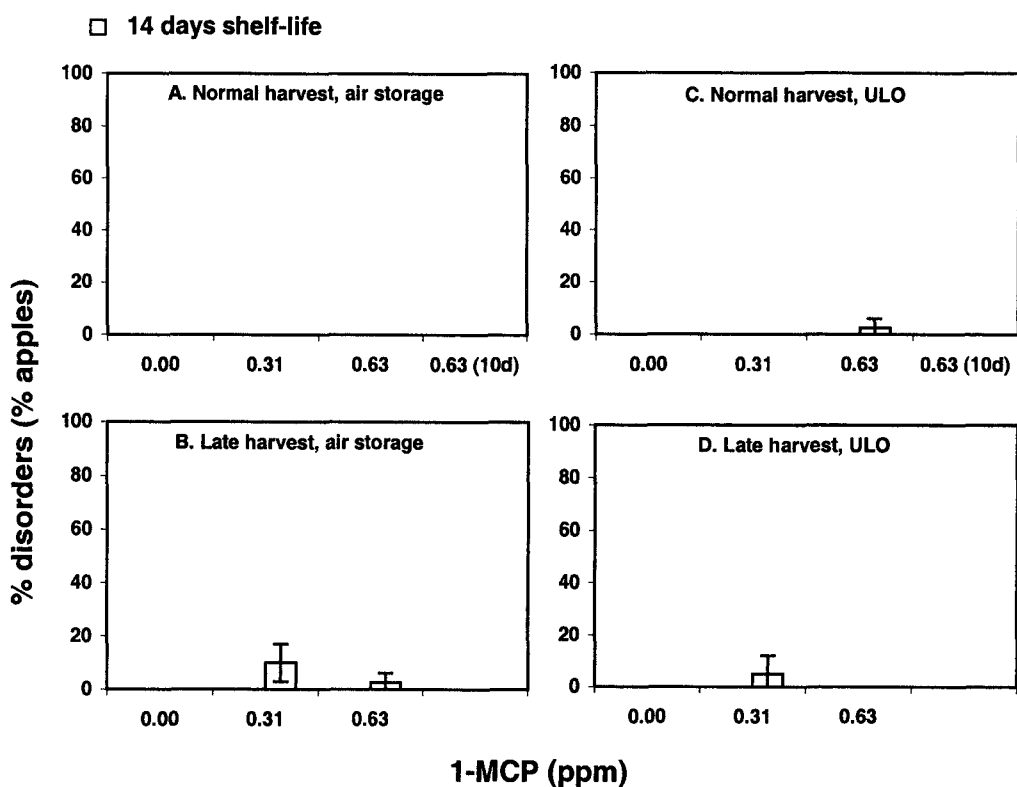 14 days shelf-life
A. Normal harvest, air storage
100
80
60
40
20
0
0.00 0.31 0.63 0.63 (10d)
C. Normal harvest, ULO
100
80
60
40
20
0
0.00 0.31 0.63 0.63 (10d)
B. Late harvest, air storage
100
80
60
40
20
0
0.00 0.31 0.63
D. Late harvest, ULO
100
80
60
40
20
0
0.00 0.31 0.63
% disorders (% apples)
1-MCP (ppm)